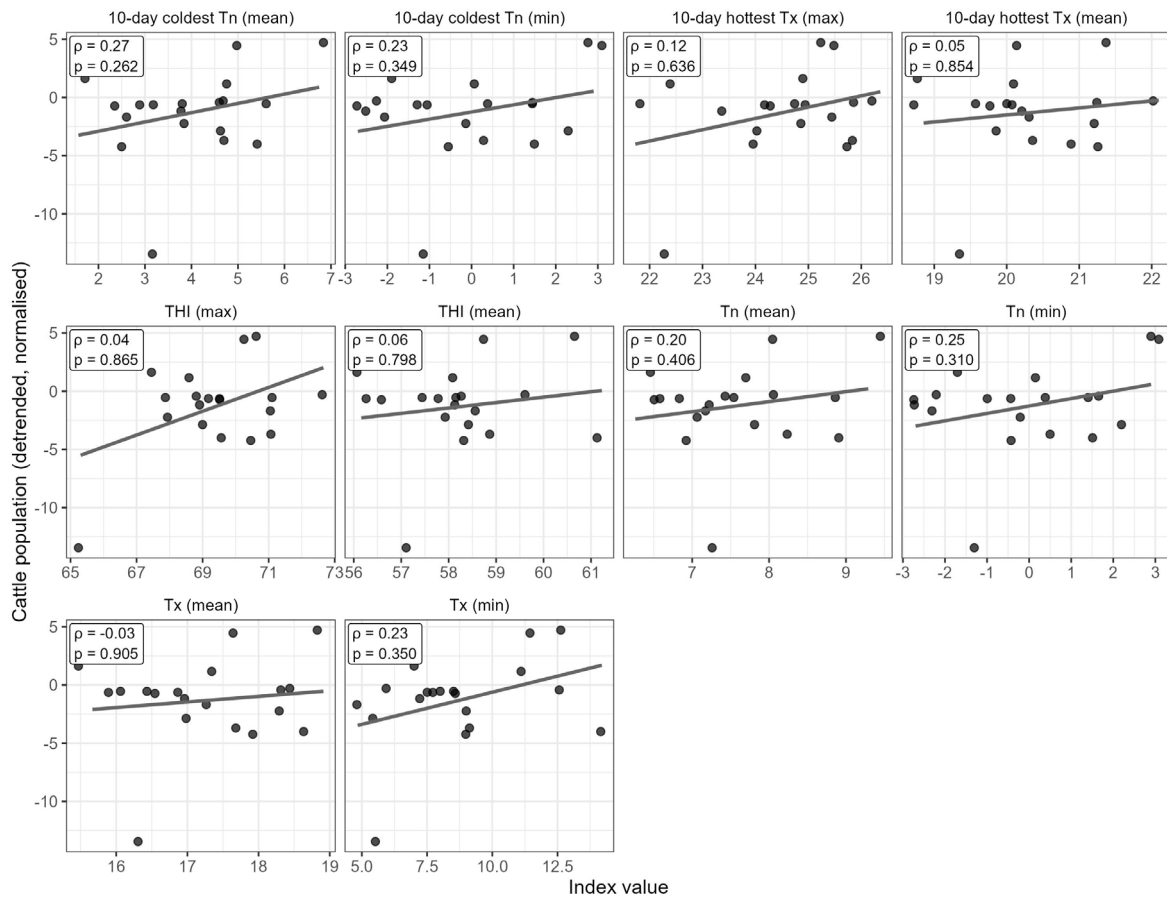 10-day coldest Tn (mean)
10-day coldest Tn (min)
10-day hottest Tx (max)
10-day hottest Tx (mean)
ρ = 0.27
p = 0.262
ρ = 0.23
p = 0.349
ρ = 0.12
p = 0.636
ρ = 0.05
p = 0.854
5
0
-5
-10
2 3 4 5 6 7
-3 -2 -1 0 1 2 3
22 23 24 25 26
19 20 21 22
THI (max)
THI (mean)
Tn (mean)
Tn (min)
ρ = 0.04
p = 0.865
ρ = 0.06
p = 0.798
ρ = 0.20
p = 0.406
ρ = 0.25
p = 0.310
5
0
-5
-10
65 67 69 71 73
56 57 58 59 60 61
7 8 9
-3 -2 -1 0 1 2 3
Tx (mean)
Tx (min)
ρ = -0.03
p = 0.905
ρ = 0.23
p = 0.350
5
0
-5
-10
16 17 18 19
5.0 7.5 10.0 12.5
Cattle population (detrended, normalised)
Index value